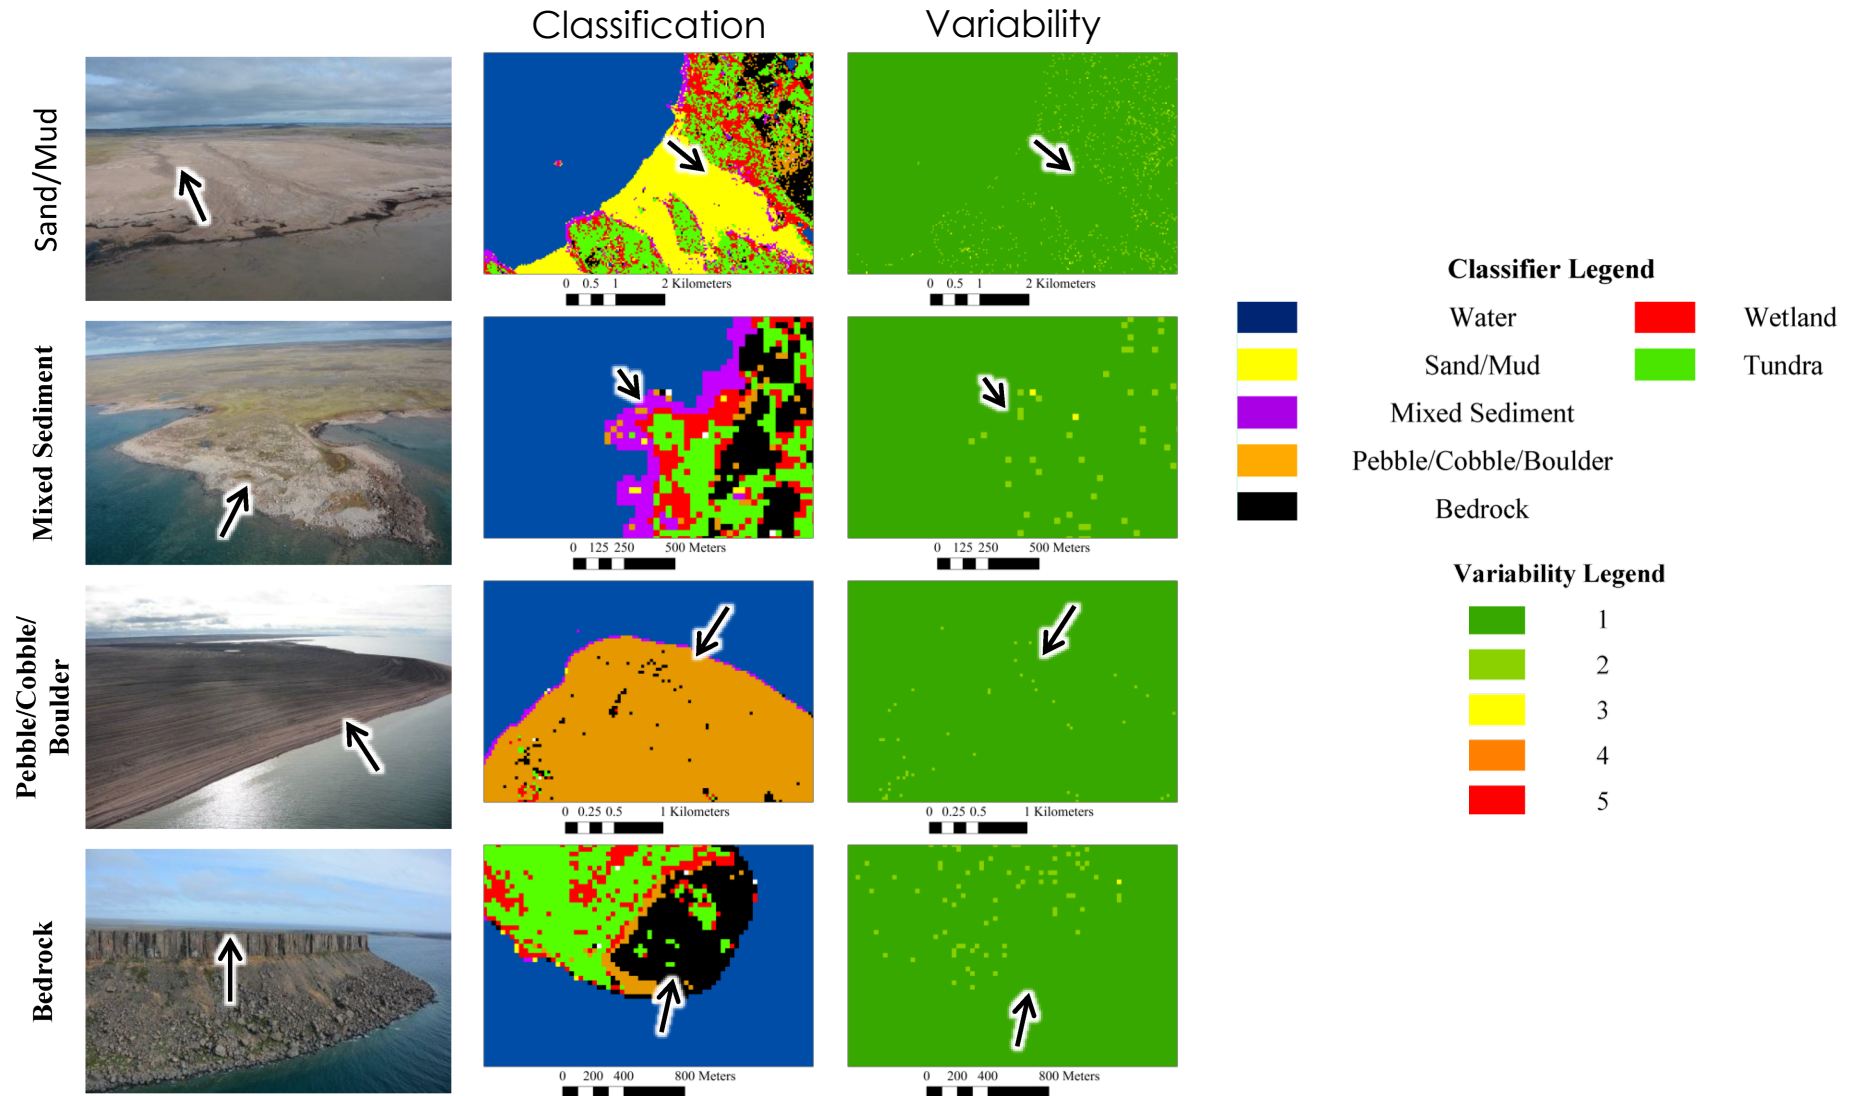 Classification Variability
Sand/Mud
0 0.5 1 2 Kilometers
0 0.5 1 2 Kilometers
Mixed Sediment
0 125 250 500 Meters
0 125 250 500 Meters
Pebble/Cobble/
Boulder
0 0.25 0.5 1 Kilometers
0 0.25 0.5 1 Kilometers
Bedrock
0 200 400 800 Meters
0 200 400 800 Meters
Classifier Legend
Water Wetland
Sand/Mud Tundra
Mixed Sediment
Pebble/Cobble/Boulder
Bedrock
Variability Legend
1
2
3
4
5